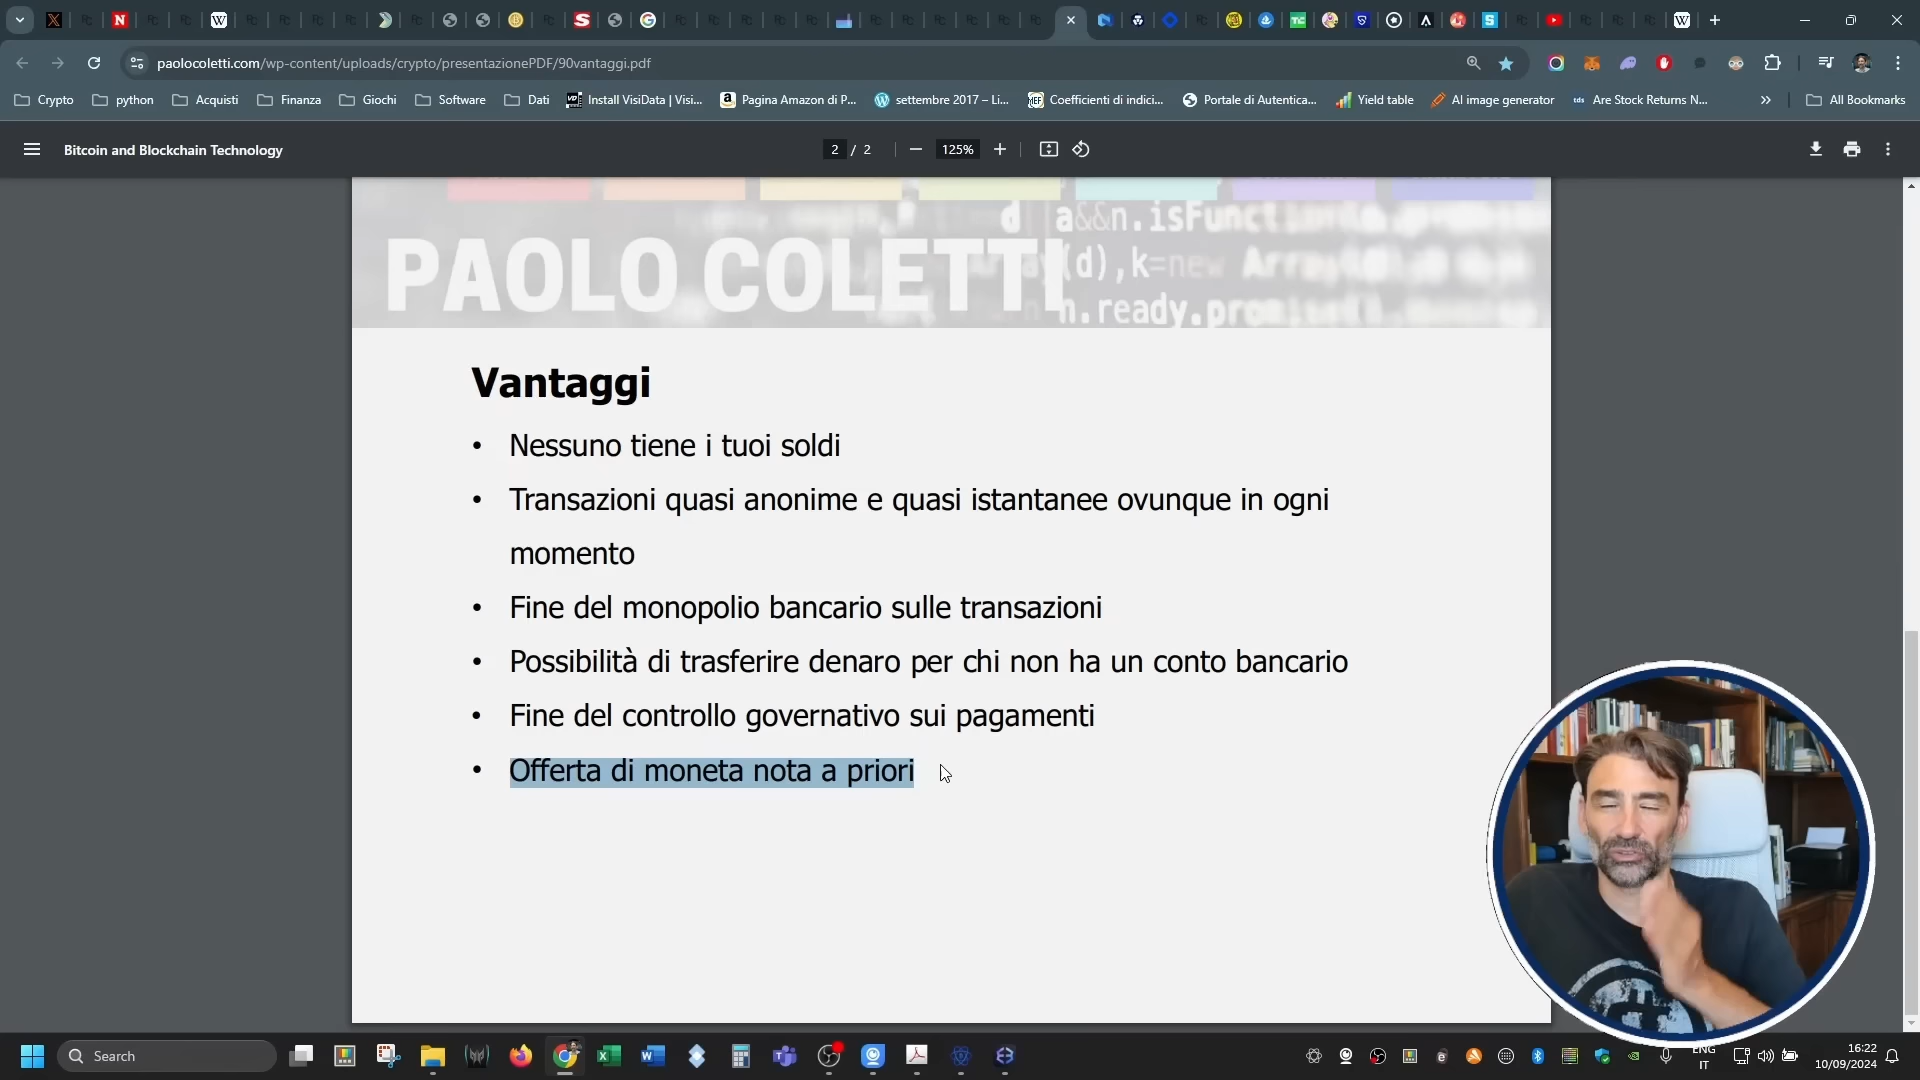 paolocoletti.com/wp-content/uploads/crypto/presentazionePDF/90vantaggi.pdf
Crypto
python
Acquisti
Finanza
Giochi
Software
Dati
Install VisiData | Visi...
Pagina Amazon di P...
settembre 2017 – Li...
Coefficienti di indici...
Portale di Autentica...
Yield table
AI image generator
Are Stock Returns N...
All Bookmarks
Bitcoin and Blockchain Technology
2 / 2
125%
d a&&n.isFunct
PAOLO COLETTI
(d),k=new Array(d)
n.ready.promise
Vantaggi
• Nessuno tiene i tuoi soldi
• Transazioni quasi anonime e quasi istantanee ovunque in ogni
momento
• Fine del monopolio bancario sulle transazioni
• Possibilità di trasferire denaro per chi non ha un conto bancario
• Fine del controllo governativo sui pagamenti
• Offerta di moneta nota a priori
Search
ENG
IT
16:22
10/09/2024